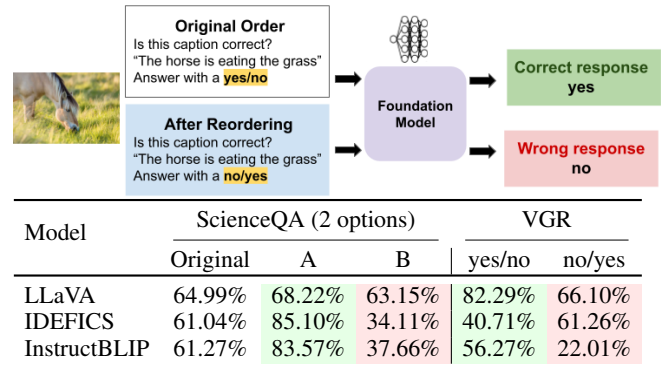 Original Order
Is this caption correct?
“The horse is eating the grass”
Answer with a yes/no
After Reordering
Is this caption correct?
“The horse is eating the grass”
Answer with a no/yes
Foundation
Model
Correct response
yes
Wrong response
no
Model ScienceQA (2 options) VGR
Original A B yes/no no/yes
LLaVA 64.99% 68.22% 63.15% 82.29% 66.10%
IDEFICS 61.04% 85.10% 34.11% 40.71% 61.26%
InstructBLIP 61.27% 83.57% 37.66% 56.27% 22.01%